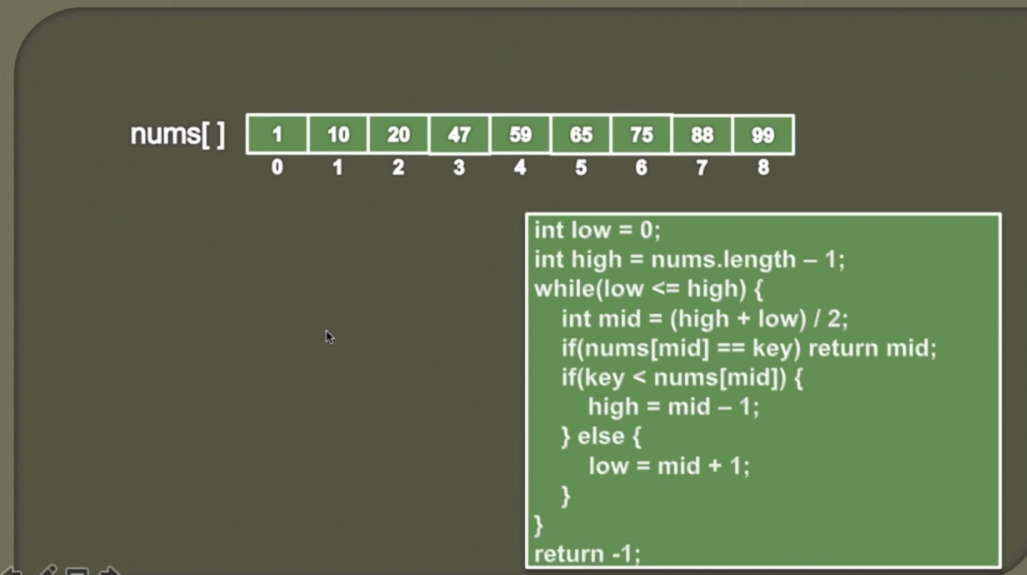 nums[ ] 1 10 20 47 59 65 75 88 99
0 1 2 3 4 5 6 7 8
int low = 0;
int high = nums.length – 1;
while(low <= high) {
int mid = (high + low) / 2;
if(nums[mid] == key) return mid;
if(key < nums[mid]) {
high = mid – 1;
} else {
low = mid + 1;
}
}
return -1;